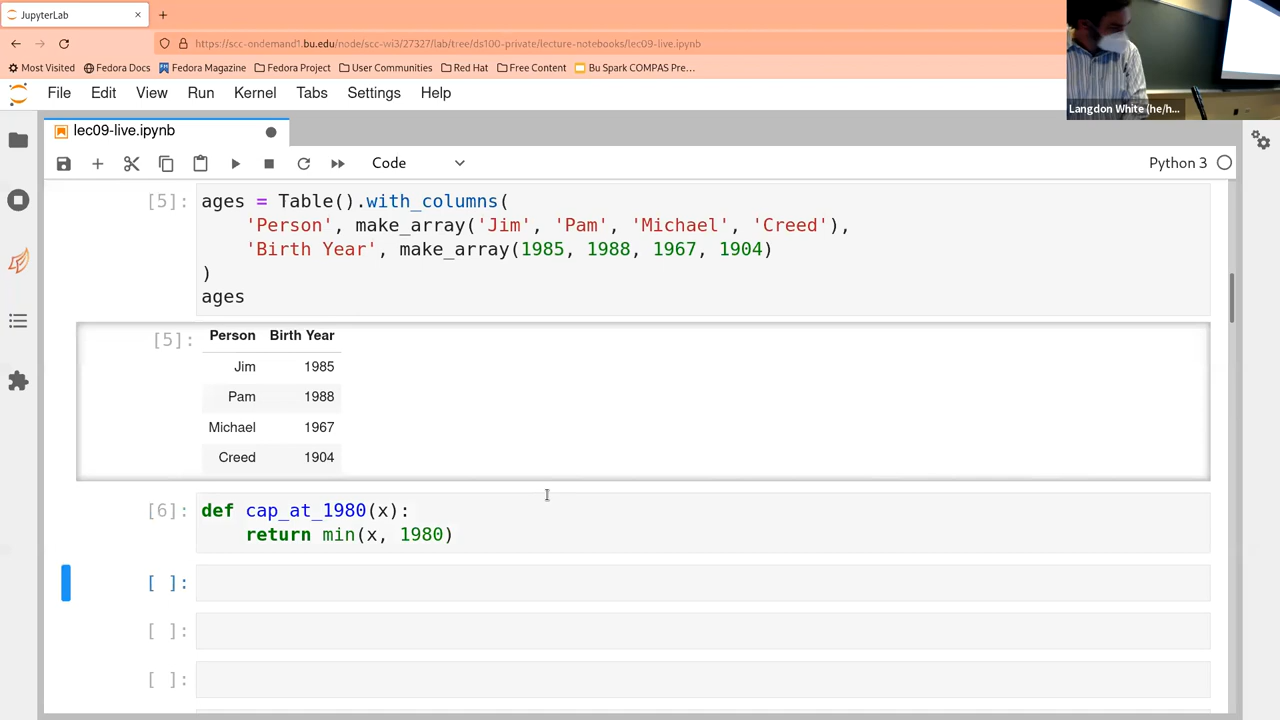 JupyterLab
https://scc-ondemand1.bu.edu/node/scc-wi3/27327/lab/tree/ds100-private/lecture-notebooks/lec09-live.ipynb
Most Visited Fedora Docs Fedora Magazine Fedora Project User Communities Red Hat Free Content Bu Spark COMPAS Pre...
Langdon White (he/h...
File Edit View Run Kernel Tabs Settings Help
lec09-live.ipynb
Code Python 3
[5]: ages = Table().with_columns(
'Person', make_array('Jim', 'Pam', 'Michael', 'Creed'),
'Birth Year', make_array(1985, 1988, 1967, 1904)
)
ages
[5]: Person Birth Year
Jim 1985
Pam 1988
Michael 1967
Creed 1904
[6]: def cap_at_1980(x):
return min(x, 1980)
[ ]:
[ ]:
[ ]: